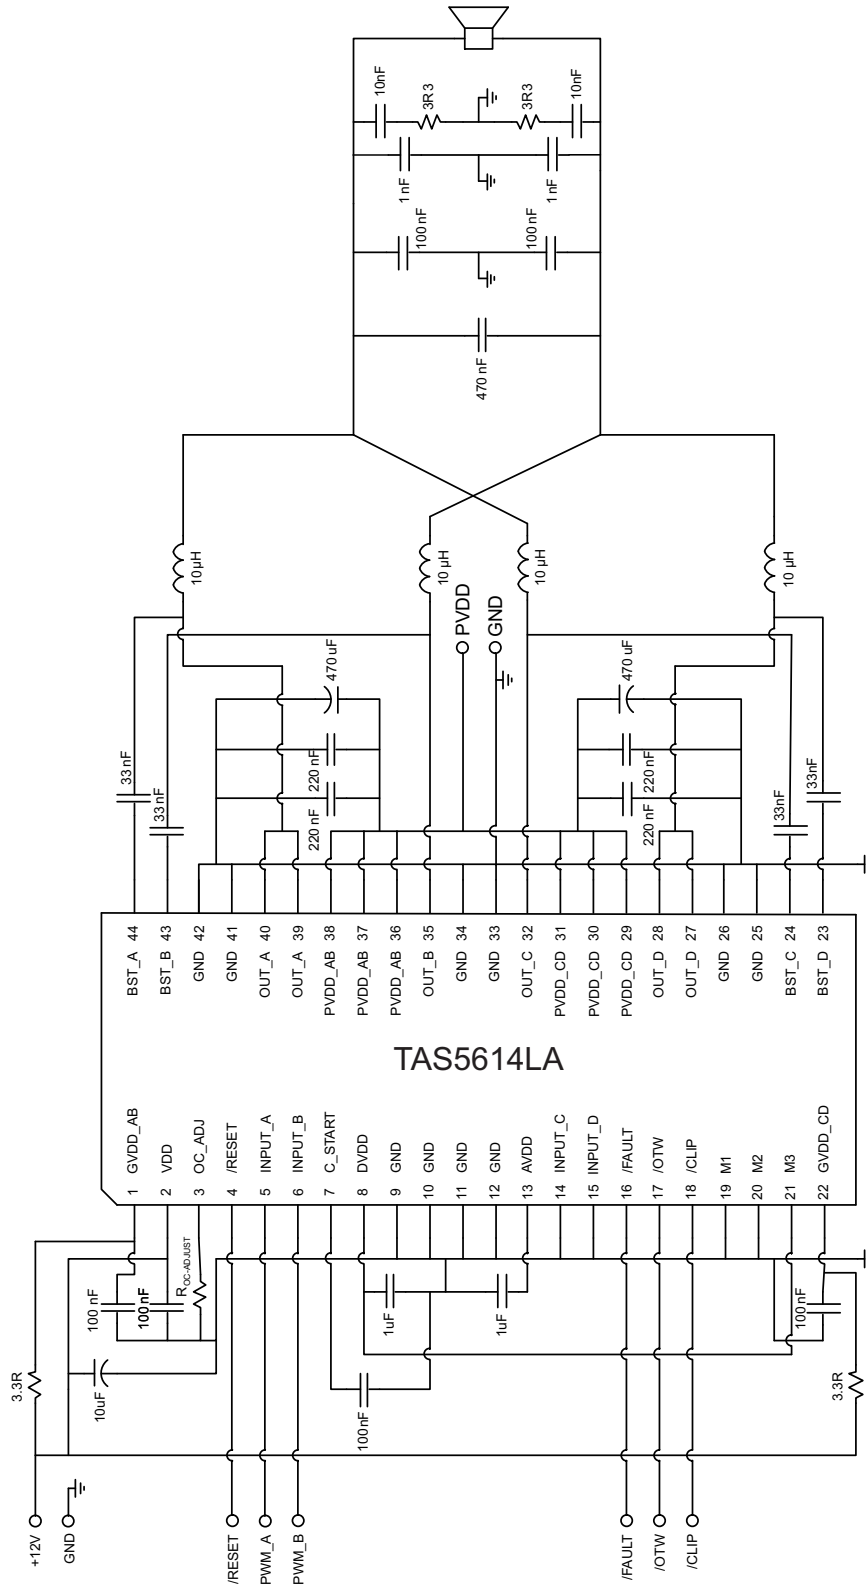 +12V
GND
/RESET
PWM_A
PWM_B
/FAULT
/OTW
/CLIP
3.3R
10uF
100nF
3.3R
100 nF
100 nF
ROC-ADJUST
1uF
1uF
100 nF
1 GVDD_AB
2 VDD
3 OC_ADJ
4 /RESET
5 INPUT_A
6 INPUT_B
7 C_START
8 DVDD
9 GND
10 GND
11 GND
12 GND
13 AVDD
14 INPUT_C
15 INPUT_D
16 /FAULT
17 /OTW
18 /CLIP
19 M1
20 M2
21 M3
22 GVDD_CD
TAS5614LA
BST_A 44
BST_B 43
GND 42
GND 41
OUT_A 40
OUT_A 39
PVDD_AB 38
PVDD_AB 37
PVDD_AB 36
OUT_B 35
GND 34
GND 33
OUT_C 32
PVDD_CD 31
PVDD_CD 30
PVDD_CD 29
OUT_D 28
OUT_D 27
GND 26
GND 25
BST_C 24
BST_D 23
33nF
33nF
220 nF
220 nF
470 uF
PVDD
GND
220 nF
220 nF
470 uF
33nF
33nF
10 µH
10 µH
10 µH
10 µH
470 nF
100 nF
100 nF
1 nF
1 nF
10nF
3R3
3R3
10nF